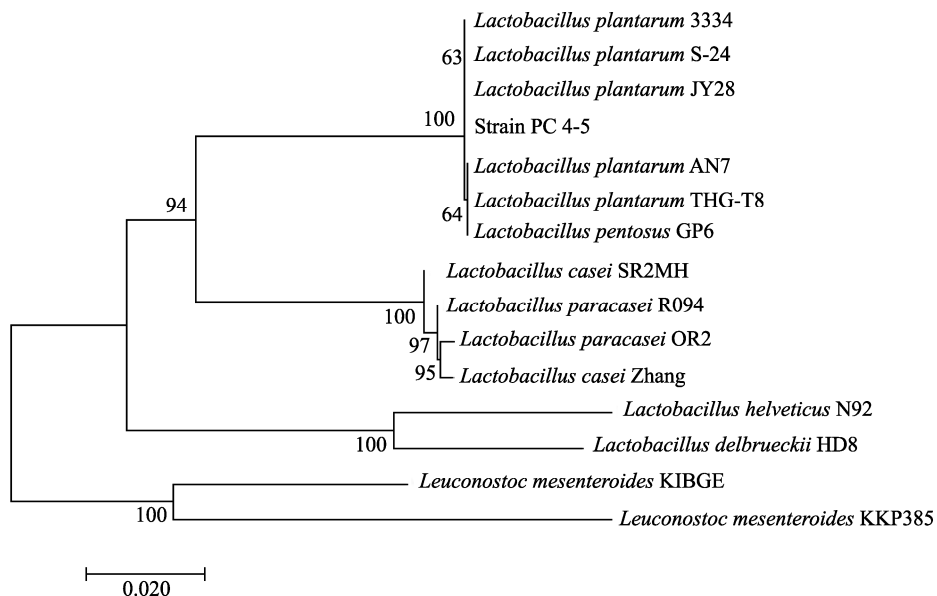 Lactobacillus plantarum 3334
63
Lactobacillus plantarum S-24
Lactobacillus plantarum JY28
100
Strain PC 4-5
Lactobacillus plantarum AN7
94
Lactobacillus plantarum THG-T8
64
Lactobacillus pentosus GP6
Lactobacillus casei SR2MH
100
Lactobacillus paracasei R094
97
Lactobacillus paracasei OR2
95
Lactobacillus casei Zhang
Lactobacillus helveticus N92
100
Lactobacillus delbrueckii HD8
Leuconostoc mesenteroides KIBGE
100
Leuconostoc mesenteroides KKP385
0.020